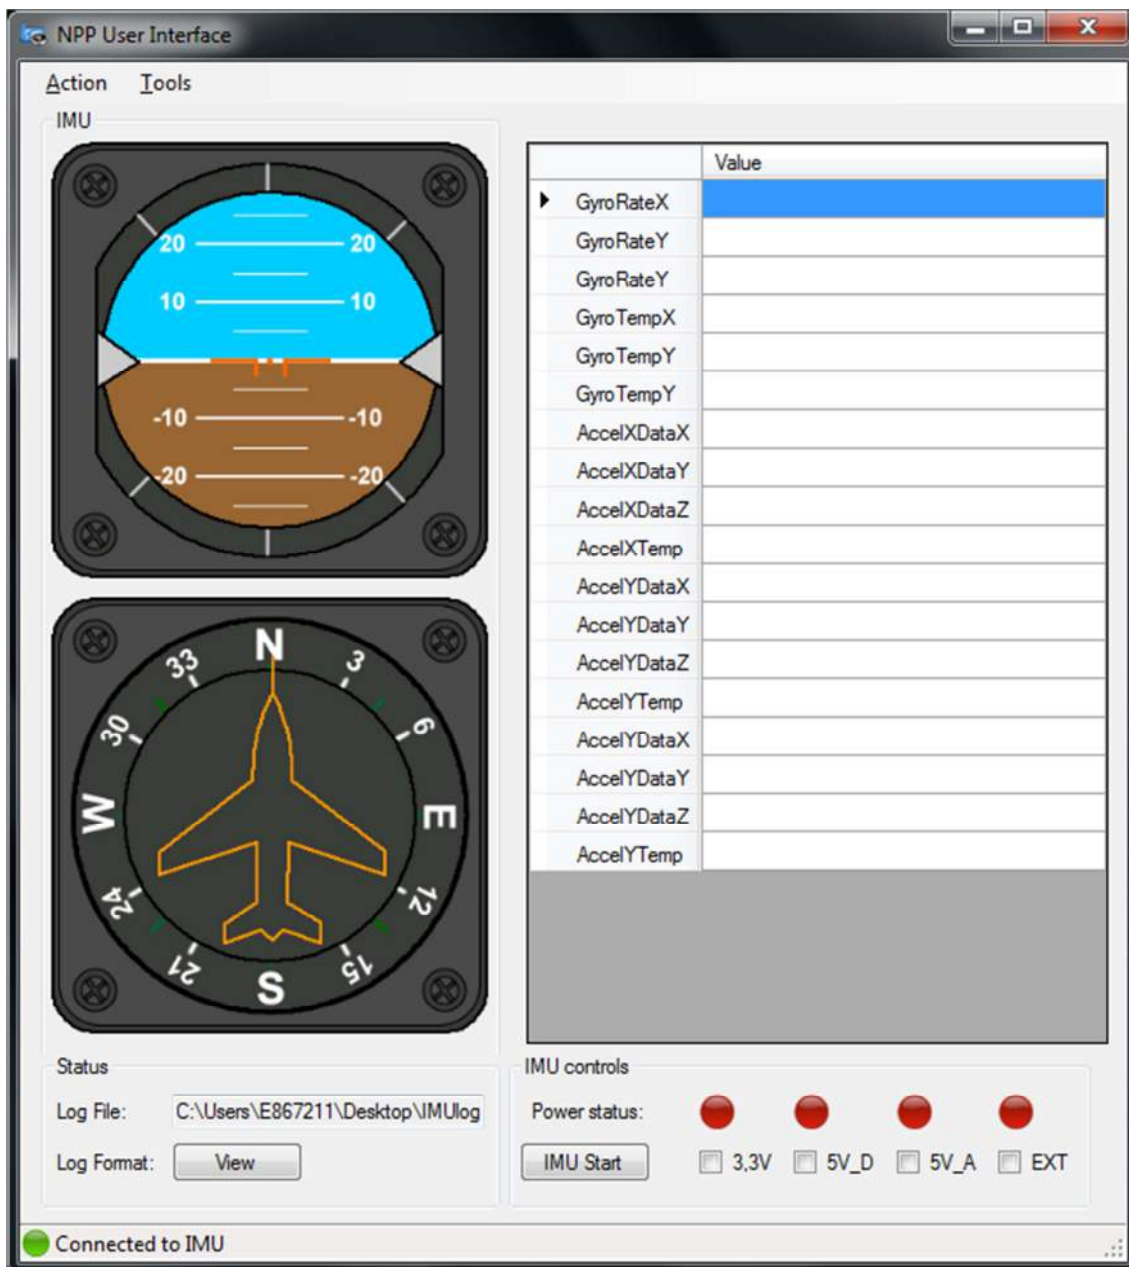 NPP User Interface
Action Tools
IMU
20 20
10 10
-10 -10
-20 -20
N
33 3
30 6
W E
24 12
21 15
S
Value
GyroRateX
GyroRateY
GyroRateY
GyroTempX
GyroTempY
GyroTempY
AccelXDataX
AccelXDataY
AccelXDataZ
AccelXTemp
AccelYDataX
AccelYDataY
AccelYDataZ
AccelYTemp
AccelYDataX
AccelYDataY
AccelYDataZ
AccelYTemp
Status
Log File: C:\Users\E867211\Desktop\IMUlog
Log Format: View
IMU controls
Power status:
IMU Start 3,3V 5V_D 5V_A EXT
Connected to IMU